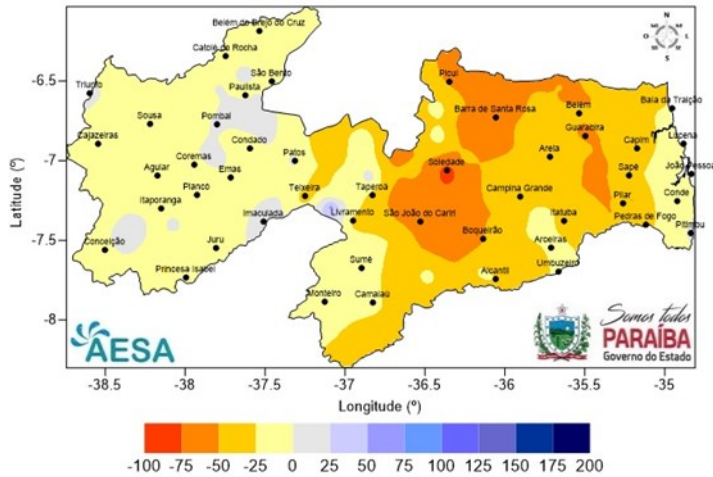 Belém do Brejo do Cruz
N
O L
S
Catolé do Rocha
-6.5
São Bento
Picuí
Triunfo
Paulista
Baia da Traição
Sousa
Pombal
Barra de Santa Rosa
Belém
Guarabira
Lucena
Cajazeiras
Condado
Areia
Capim
-7
Coremas
Patos
Soledade
João Pessoa
Aguiar
Emas
Sapé
Piancó
Teixeira
Taperoa
Campina Grande
Conde
Itaporanga
Pilar
Imaculada
Livramento
São João do Cariri
Itatuba
Pedras de Fogo
Pitimbu
-7.5
Conceição
Juru
Boqueirão
Aroeiras
Princesa Isabel
Sumé
Umbuzeiro
Alcantil
Monteiro
Camalaú
-8
AESA
Somos todos
PARAÍBA
Governo do Estado
Latitude (º)
-38.5 -38 -37.5 -37 -36.5 -36 -35.5 -35
Longitude (º)
-100 -75 -50 -25 0 25 50 75 100 125 150 175 200